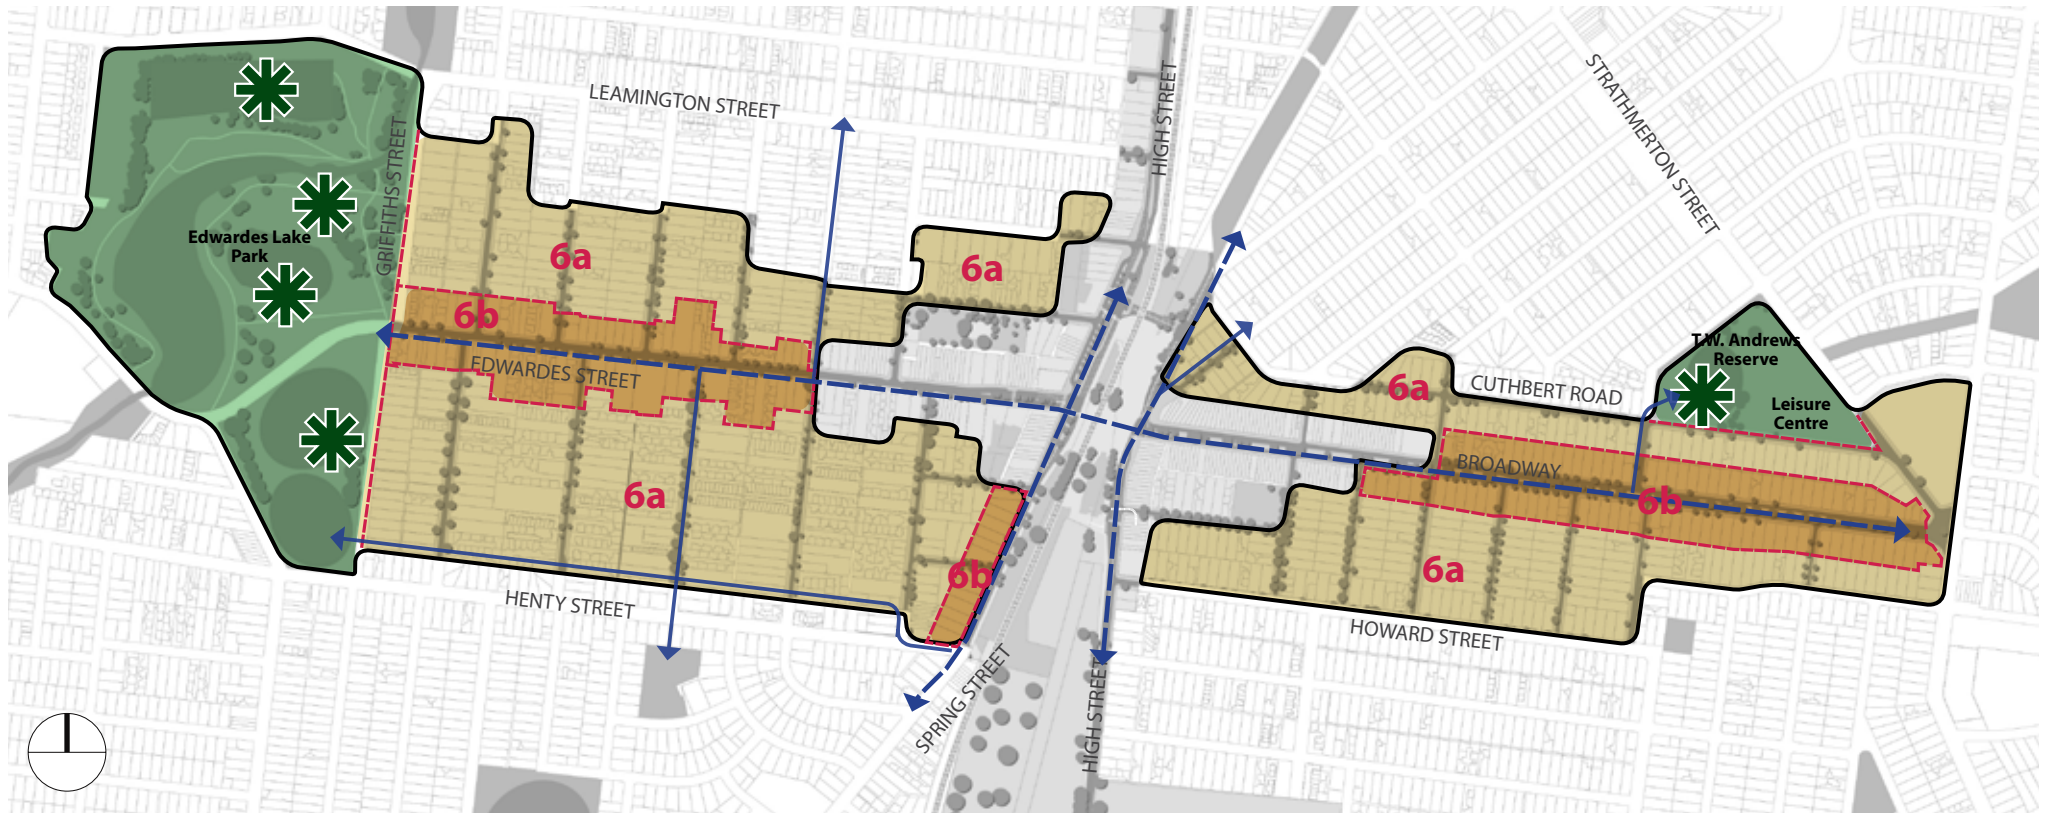 LEAMINGTON STREET
HIGH STREET
STRATHMERTON STREET
GRIFFITHS STREET
Edwardes Lake
Park
6a
6a
6b
EDWARDES STREET
T.W. Andrews
Reserve
6a
CUTHBERT ROAD
Leisure
Centre
BROADWAY
6a
6b
6b
6a
HENTY STREET
HOWARD STREET
SPRING STREET
HIGH STREET